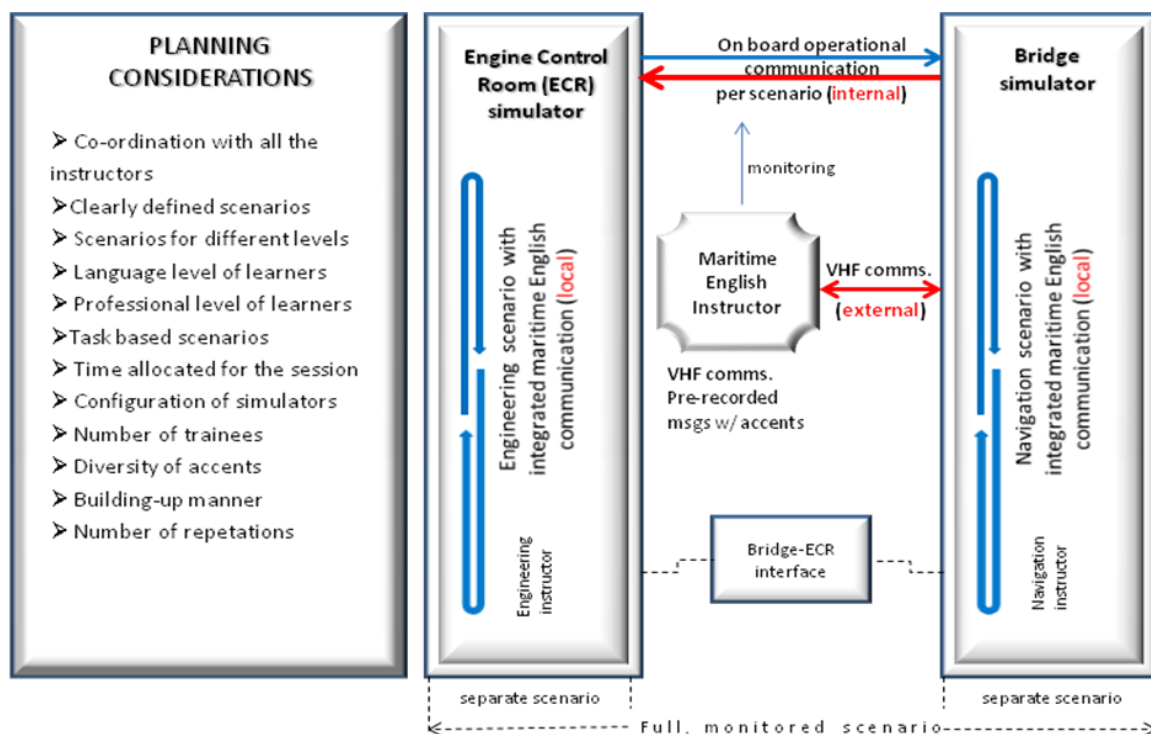 PLANNING
CONSIDERATIONS
➢ Co-ordination with all the
instructors
➢Clearly defined scenarios
➢ Scenarios for different levels
➢ Language level of learners
➢ Professional level of learners
➢Task based scenarios
➢ Time allocated for the session
➢ Configuration of simulators
➢ Number of trainees
➢ Diversity of accents
➢ Building-up manner
➢ Number of repetations
Engine Control
Room (ECR)
simulator
Engineering scenario with
integrated maritime English
communication (local)
Engineering
instructor
On board operational
communication
per scenario (internal)
monitoring
Maritime
English
Instructor
VHF comms.
(external)
VHF comms.
Pre-recorded
msgs w/ accents
Bridge-ECR
interface
Bridge
simulator
Navigation scenario with
integrated maritime English
communication (local)
Navigation
instructor
separate scenario
separate scenario
Full, monitored scenario